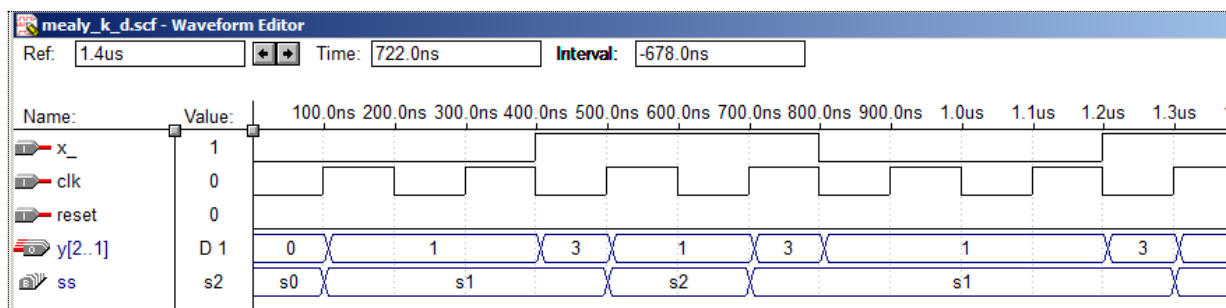 mealy_k_d.scf - Waveform Editor
Ref: 1.4us Time: 722.0ns Interval: -678.0ns
Name: Value: 100.0ns 200.0ns 300.0ns 400.0ns 500.0ns 600.0ns 700.0ns 800.0ns 900.0ns 1.0us 1.1us 1.2us 1.3us
x_ 1
clk 0
reset 0
y[2..1] D 1 0 1 3 1 3 1 3
ss s2 s0 s1 s2 s1